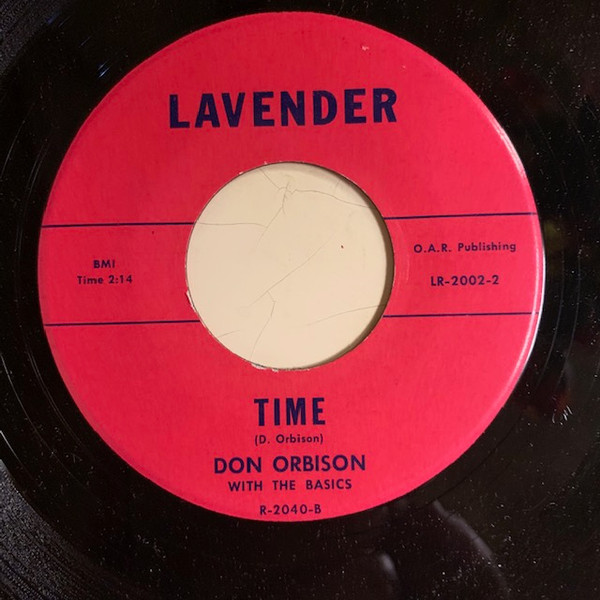 LAVENDER
BMI
Time 2:14
O.A.R. Publishing
LR-2002-2
TIME
(D. Orbison)
DON ORBISON
WITH THE BASICS
R-2040-B